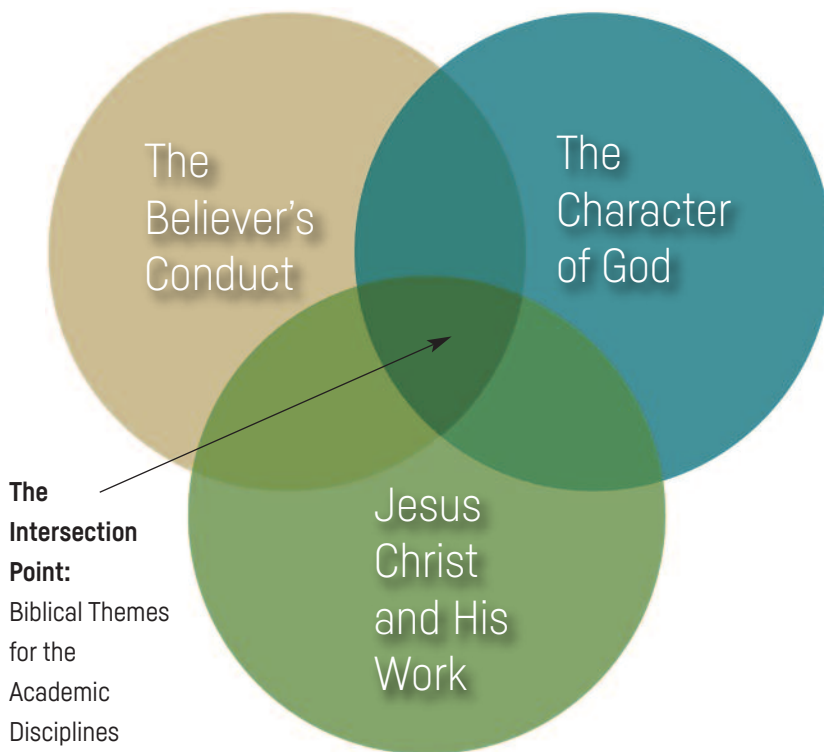 The
Believer's
Conduct
The
Character
of God
Jesus
Christ
and His
Work
The
Intersection
Point:
Biblical Themes
for the
Academic
Disciplines